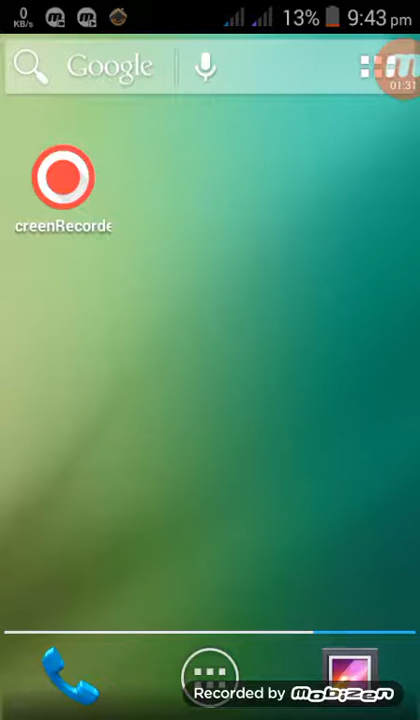 0
KB/s
13%
9:43 pm
Google
01:31
creenRecorde
Recorded by mobizen